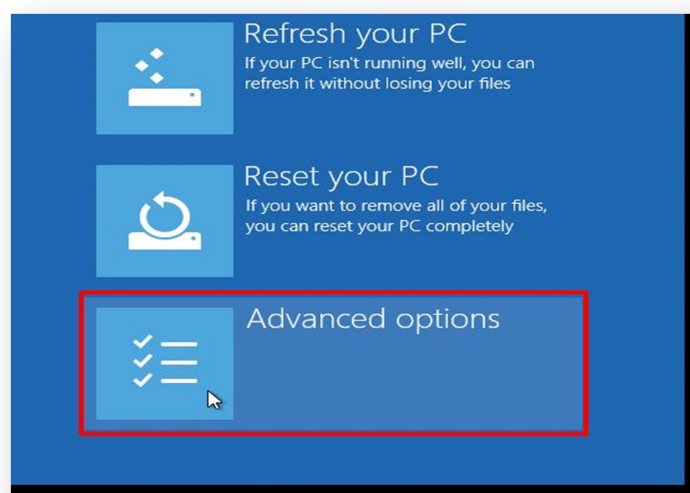 Refresh your PC
If your PC isn't running well, you can
refresh it without losing your files
Reset your PC
If you want to remove all of your files,
you can reset your PC completely
Advanced options